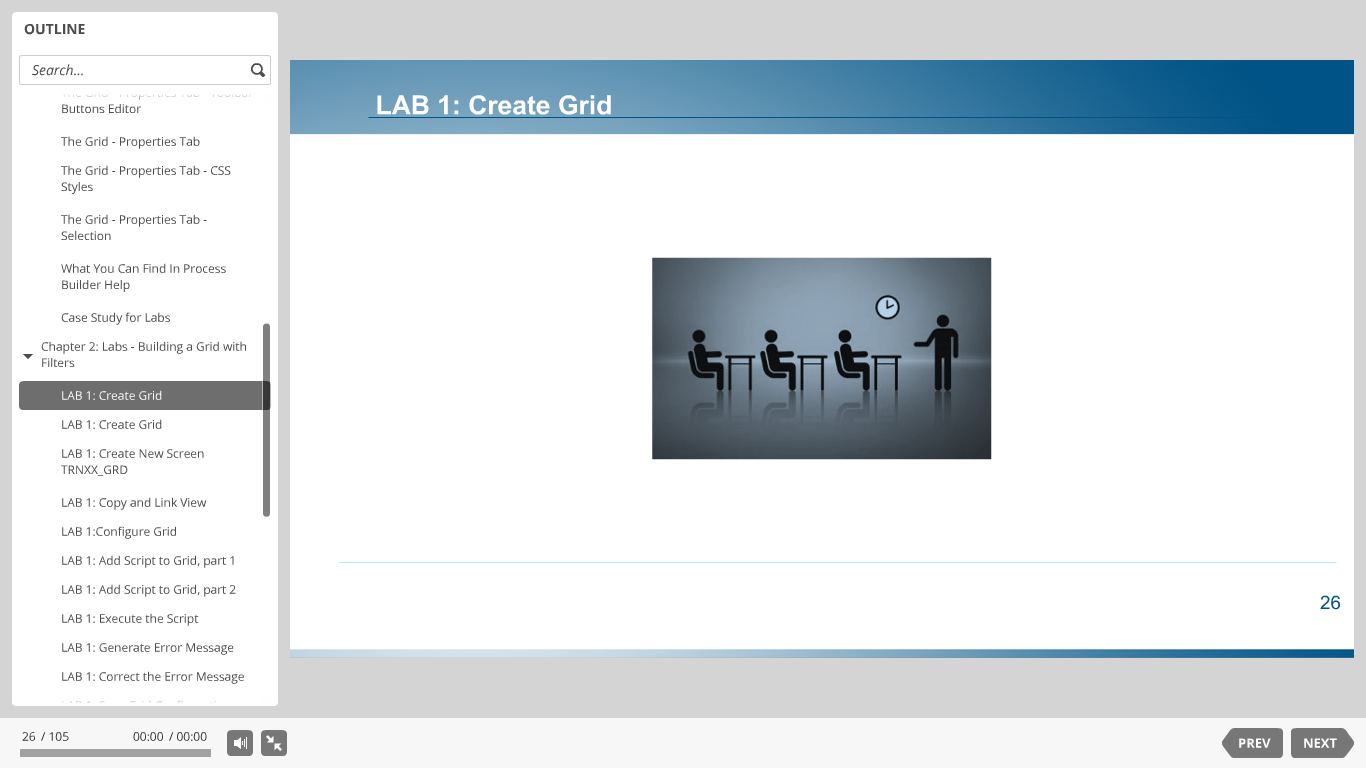 OUTLINE
Search...
The Grid - Properties Tab - Toolbar
Buttons Editor
The Grid - Properties Tab
The Grid - Properties Tab - CSS
Styles
The Grid - Properties Tab -
Selection
What You Can Find In Process
Builder Help
Case Study for Labs
Chapter 2: Labs - Building a Grid with
Filters
LAB 1: Create Grid
LAB 1: Create Grid
LAB 1: Create New Screen
TRNXX_GRD
LAB 1: Copy and Link View
LAB 1:Configure Grid
LAB 1: Add Script to Grid, part 1
LAB 1: Add Script to Grid, part 2
LAB 1: Execute the Script
LAB 1: Generate Error Message
LAB 1: Correct the Error Message
LAB 1: Create Grid
26
26 / 105
00:00 / 00:00
PREV
NEXT